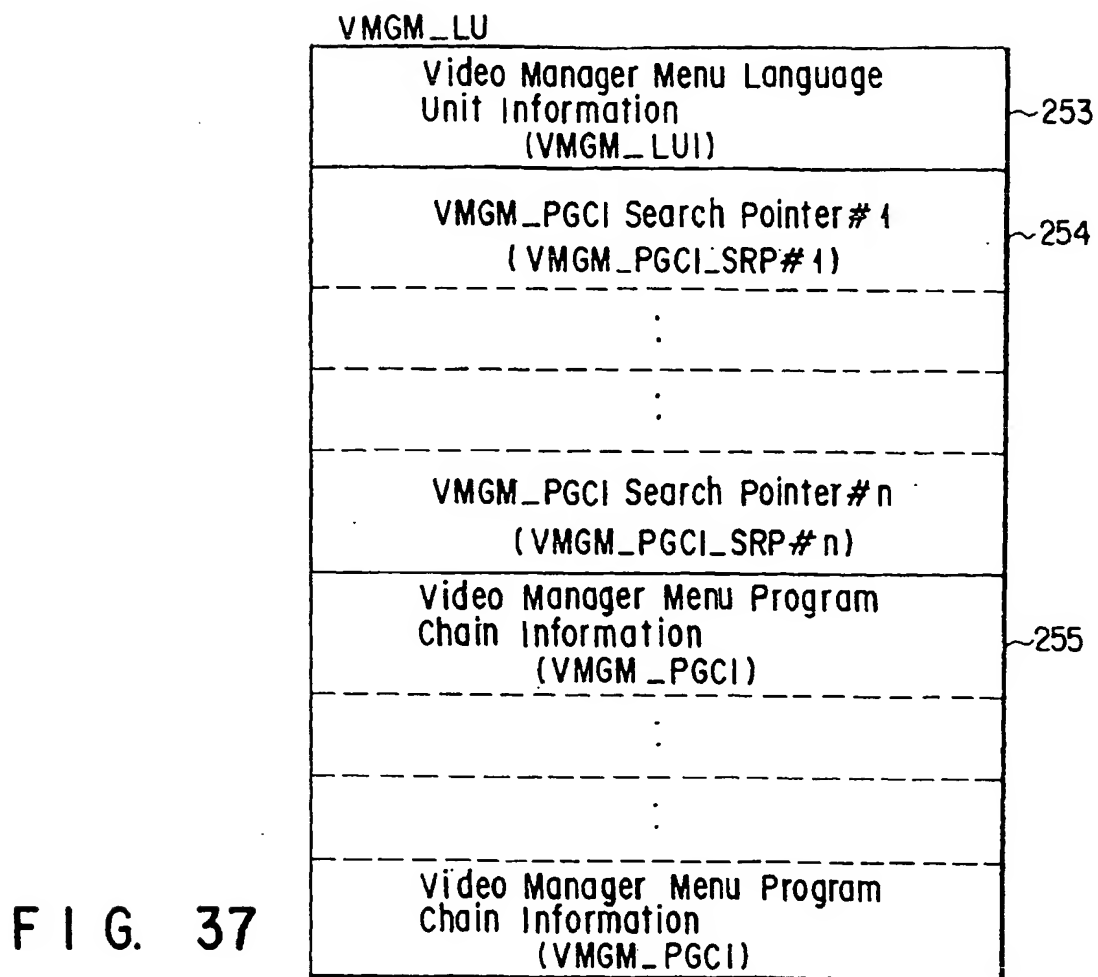 VMGM_LU
Video Manager Menu Language
Unit Information
(VMGM_LUI)
253
VMGM_PGCI Search Pointer#1
(VMGM_PGCI_SRP#1)
254
VMGM_PGCI Search Pointer#n
(VMGM_PGCI_SRP#n)
Video Manager Menu Program
Chain Information
(VMGM_PGCI)
255
Video Manager Menu Program
Chain Information
(VMGM_PGCI)
FIG. 37